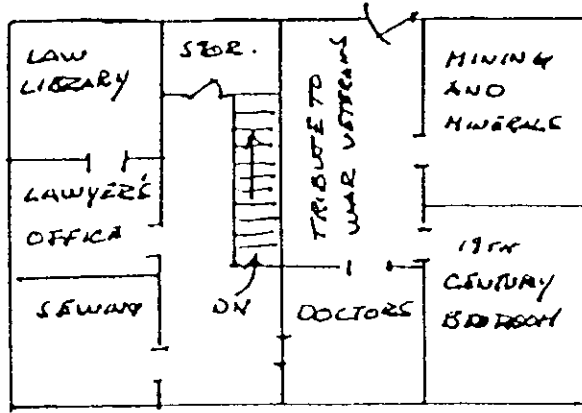 LAW
LIBRARY
STOR.
TRIBUTE TO
WAR VETERANS
MINING
AND
MINERALS
LAWYER'S
OFFICE
SEWING
DN
DOCTORS
19TH
CENTURY
BEDROOM